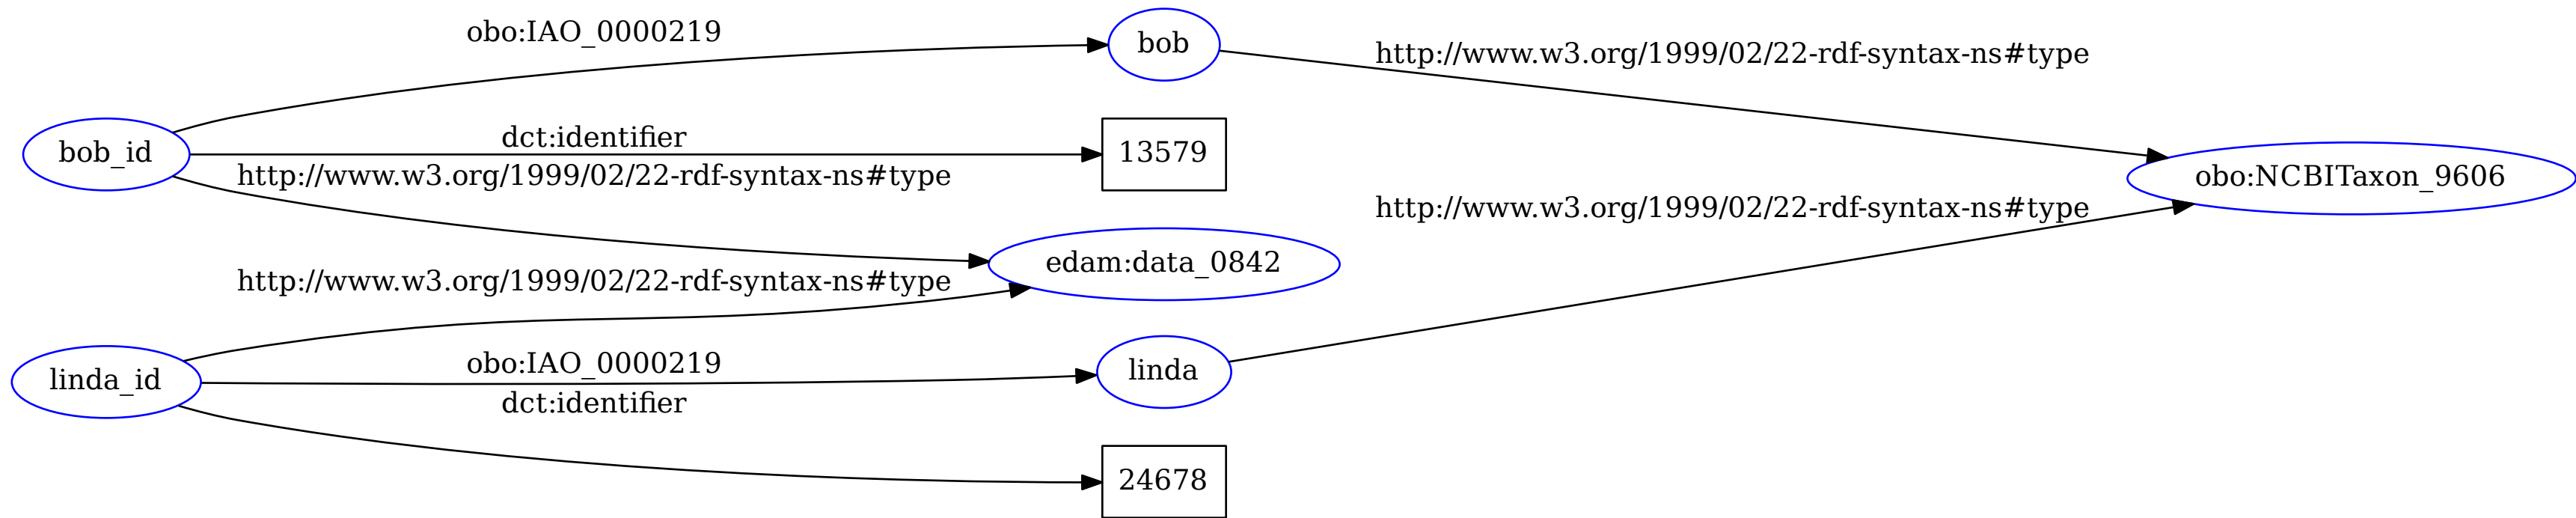 obo:IAO_0000219
bob
http://www.w3.org/1999/02/22-rdf-syntax-ns#type
bob_id
dct:identifier
13579
http://www.w3.org/1999/02/22-rdf-syntax-ns#type
obo:NCBITaxon_9606
http://www.w3.org/1999/02/22-rdf-syntax-ns#type
edam:data_0842
http://www.w3.org/1999/02/22-rdf-syntax-ns#type
linda_id
obo:IAO_0000219
linda
dct:identifier
24678